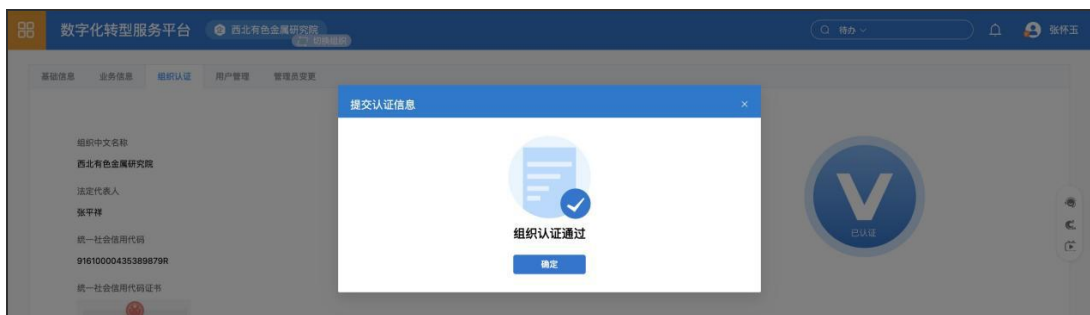 数字化转型服务平台
西北有色金属研究院
切换组织
待办
张怀玉
基础信息 业务信息 组织认证 用户管理 管理员变更
提交认证信息
组织中文名称
西北有色金属研究院
法定代表人
张平祥
统一社会信用代码
91610000435389879R
统一社会信用代码证书
组织认证通过
确定
V
已认证